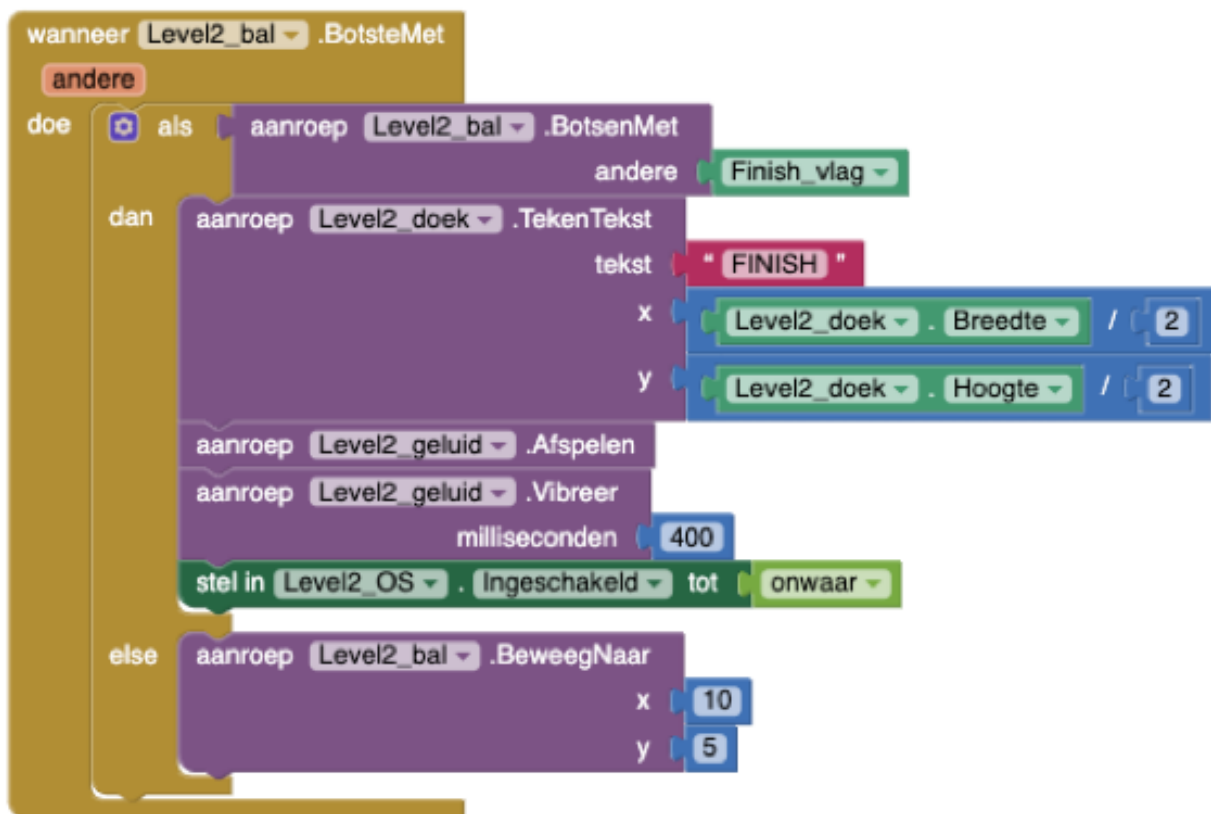 wanneer Level2_bal .BotsteMet
andere
doe als aanroep Level2_bal .BotsenMet
andere Finish_vlag
dan aanroep Level2_doek .TekenTekst
tekst " FINISH "
x Level2_doek . Breedte / 2
y Level2_doek . Hoogte / 2
aanroep Level2_geluid .Afspelen
aanroep Level2_geluid .Vibreer
milliseconden 400
stel in Level2_OS . Ingeschakeld tot onwaar
else aanroep Level2_bal .BeweegNaar
x 10
y 5